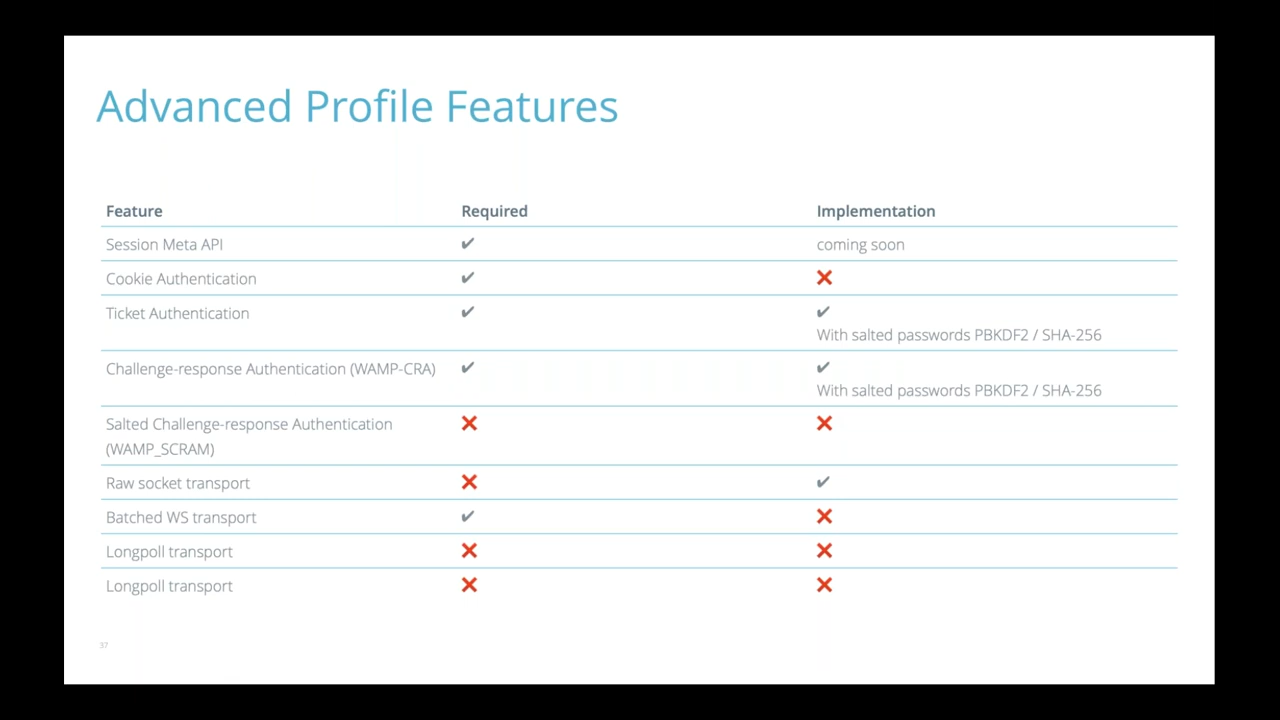 Advanced Profile Features
Feature Required Implementation
Session Meta API ✔ coming soon
Cookie Authentication ✔ ❌
Ticket Authentication ✔ ✔
With salted passwords PBKDF2 / SHA-256
Challenge-response Authentication (WAMP-CRA) ✔ ✔
With salted passwords PBKDF2 / SHA-256
Salted Challenge-response Authentication ❌ ❌
(WAMP_SCRAM)
Raw socket transport ❌ ✔
Batched WS transport ✔ ❌
Longpoll transport ❌ ❌
Longpoll transport ❌ ❌
37